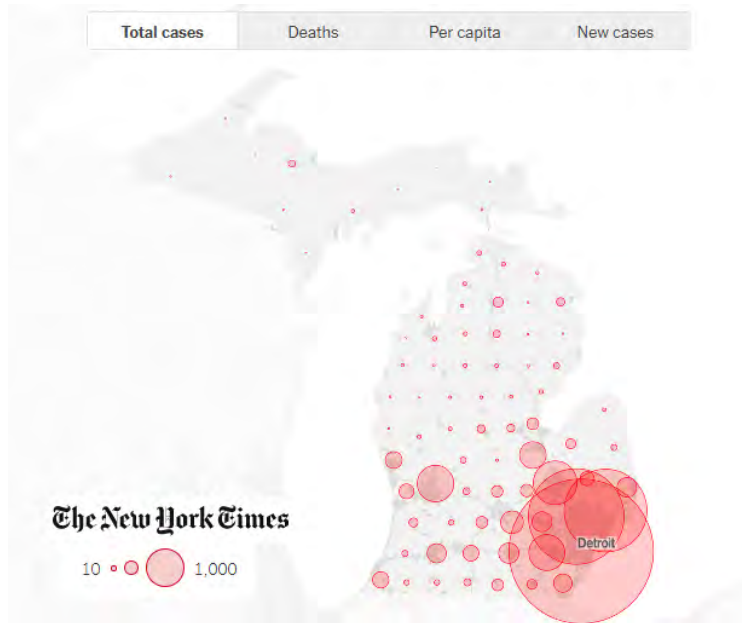 Total cases Deaths Per capita New cases
Detroit
The New York Times
10 1,000